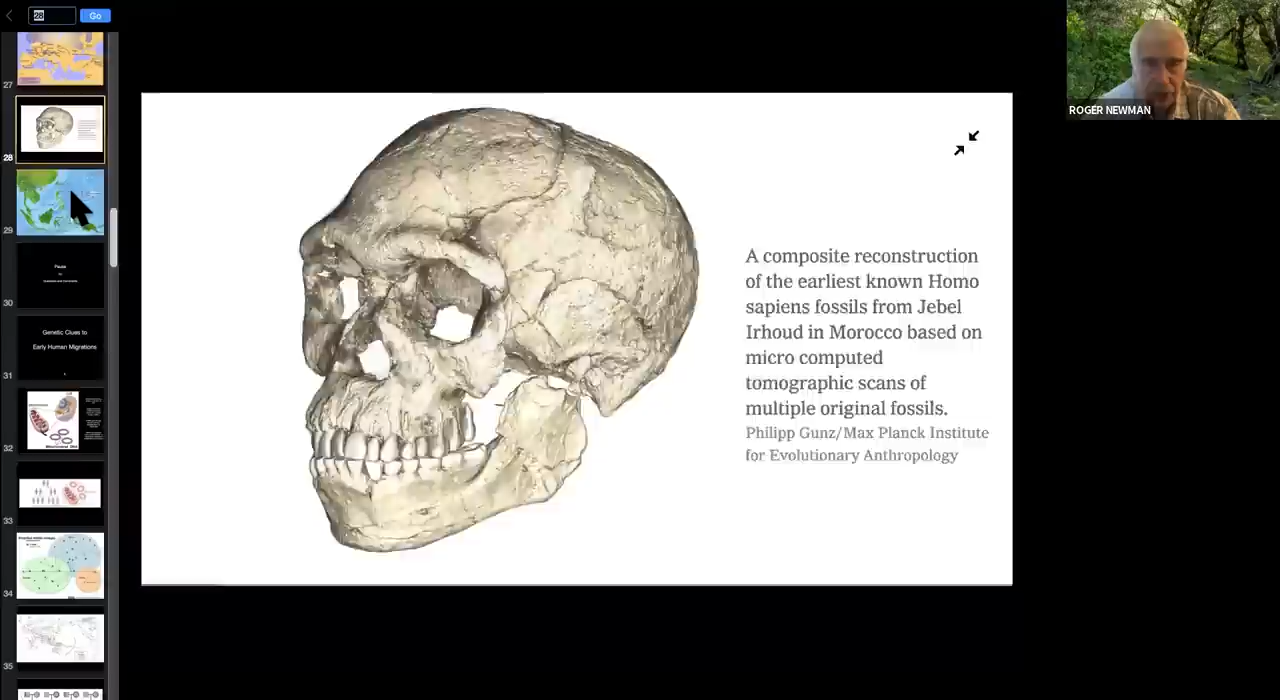 28
Go
27
28
29
30
31
32
33
34
35
Pause
Genetic Clues to
Early Human Migrations
A composite reconstruction
of the earliest known Homo
sapiens fossils from Jebel
Irhoud in Morocco based on
micro computed
tomographic scans of
multiple original fossils.
Philipp Gunz/Max Planck Institute
for Evolutionary Anthropology
ROGER NEWMAN